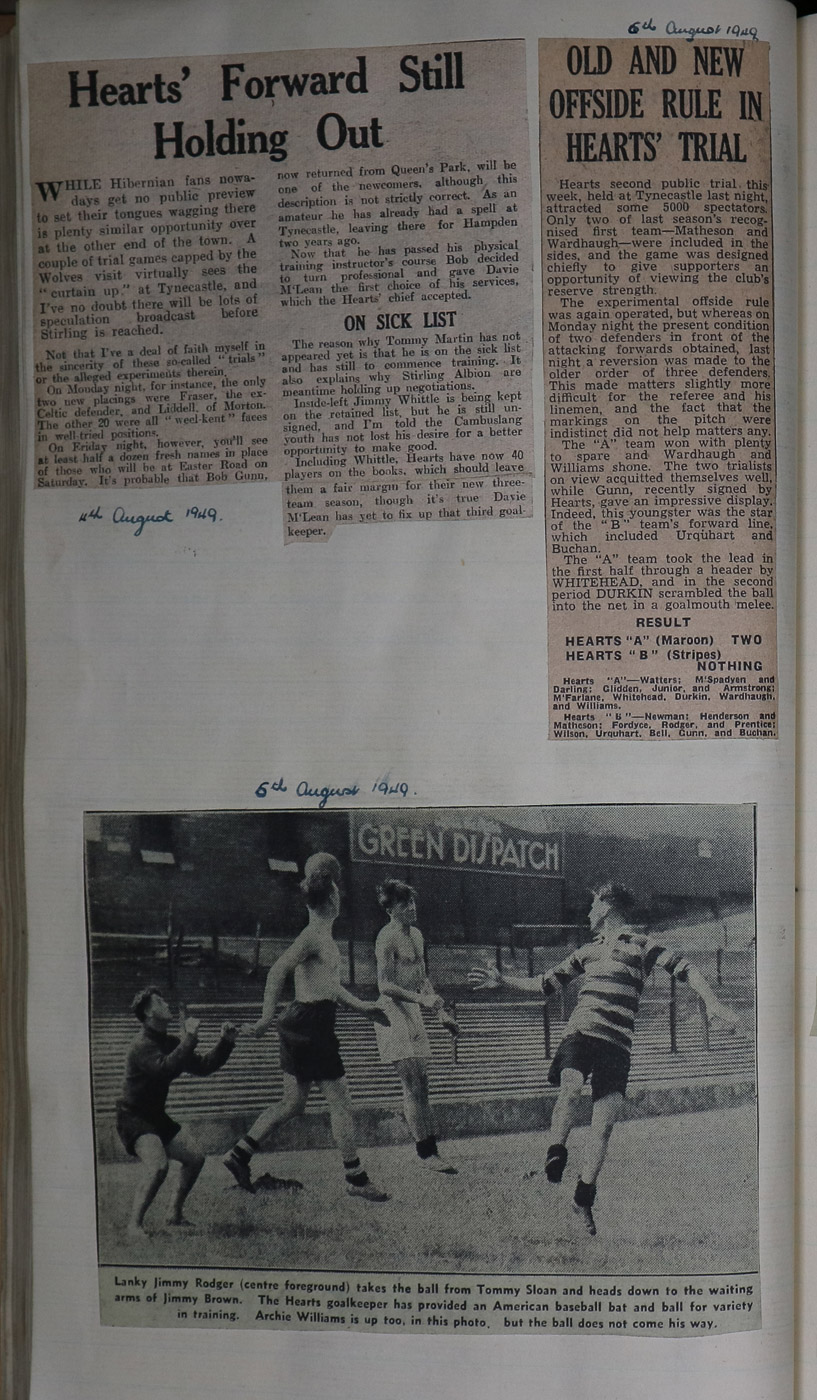 Hearts' Forward Still
Holding Out
WHILE Hibernian fans nowa-
days get no public preview
to set their tongues wagging there
is plenty similar opportunity over
at the other end of the town. A
couple of trial games capped by the
Wolves visit virtually sees the
"curtain up," at Tynecastle, and
I've no doubt there will be lots of
speculation broadcast before
Stirling is reached.
Not that I've a deal of faith myself in
the sincerity of these so-called "trials"
or the alleged experiments therein.
On Monday night, for instance, the only
two new placings were Fraser, the ex-
Celtic defender, and Liddell, of Morton.
The other 20 were all "weel-kent" faces
in well-tried positions.
On Friday night, however, you'll see
at least half a dozen fresh names in place
of those who will be at Easter Road on
Saturday. It's probable that Bob Gunn,
now returned from Queen's Park, will be
one of the newcomers, although this
description is not strictly correct. As an
amateur he has already had a spell at
Tynecastle, leaving there for Hampden
two years ago.
Now that he has passed his physical
training instructor's course Bob decided
to turn professional and gave Davie
M'Lean the first choice of his services,
which the Hearts' chief accepted.
ON SICK LIST
The reason why Tommy Martin has not
appeared yet is that he is on the sick list
and has still to commence training. It
also explains why Stirling Albion are
meantime holding up negotiations.
Inside-left Jimmy Whittle is being kept
on the retained list, but he is still un-
signed, and I'm told the Cambuslang
youth has not lost his desire for a better
opportunity to make good.
Including Whittle, Hearts have now 40
players on the books, which should leave
them a fair margin for their new three-
team season, though it's true Davie
M'Lean has yet to fix up that third goal-
keeper.
4th August 1949.
6th August 1949
OLD AND NEW
OFFSIDE RULE IN
HEARTS' TRIAL
Hearts second public trial this
week, held at Tynecastle last night,
attracted some 5000 spectators.
Only two of last season's recog-
nised first team—Matheson and
Wardhaugh—were included in the
sides, and the game was designed
chiefly to give supporters an
opportunity of viewing the club's
reserve strength.
The experimental offside rule
was again operated, but whereas on
Monday night the present condition
of two defenders in front of the
attacking forwards obtained, last
night a reversion was made to the
older order of three defenders.
This made matters slightly more
difficult for the referee and his
linemen, and the fact that the
markings on the pitch were
indistinct did not help matters any.
The "A" team won with plenty
to spare and Wardhaugh and
Williams shone. The two trialists
on view acquitted themselves well,
while Gunn, recently signed by
Hearts, gave an impressive display.
Indeed, this youngster was the star
of the "B" team's forward line,
which included Urquhart and
Buchan.
The "A" team took the lead in
the first half through a header by
WHITEHEAD, and in the second
period DURKIN scrambled the ball
into the net in a goalmouth melee.
RESULT
HEARTS "A" (Maroon) TWO
HEARTS "B" (Stripes)
NOTHING
Hearts "A"—Watters; M'Spadyen and
Darling; Glidden, Junior, and Armstrong;
M'Farlane, Whitehead, Durkin, Wardhaugh,
and Williams.
Hearts "B"—Newman; Henderson and
Matheson; Fordyce, Rodger, and Prentice;
Wilson, Urquhart, Bell, Gunn, and Buchan.
6th August 1949.
GREEN DISPATCH
Lanky Jimmy Rodger (centre foreground) takes the ball from Tommy Sloan and heads down to the waiting
arms of Jimmy Brown. The Hearts goalkeeper has provided an American baseball bat and ball for variety
in training. Archie Williams is up too, in this photo, but the ball does not come his way.